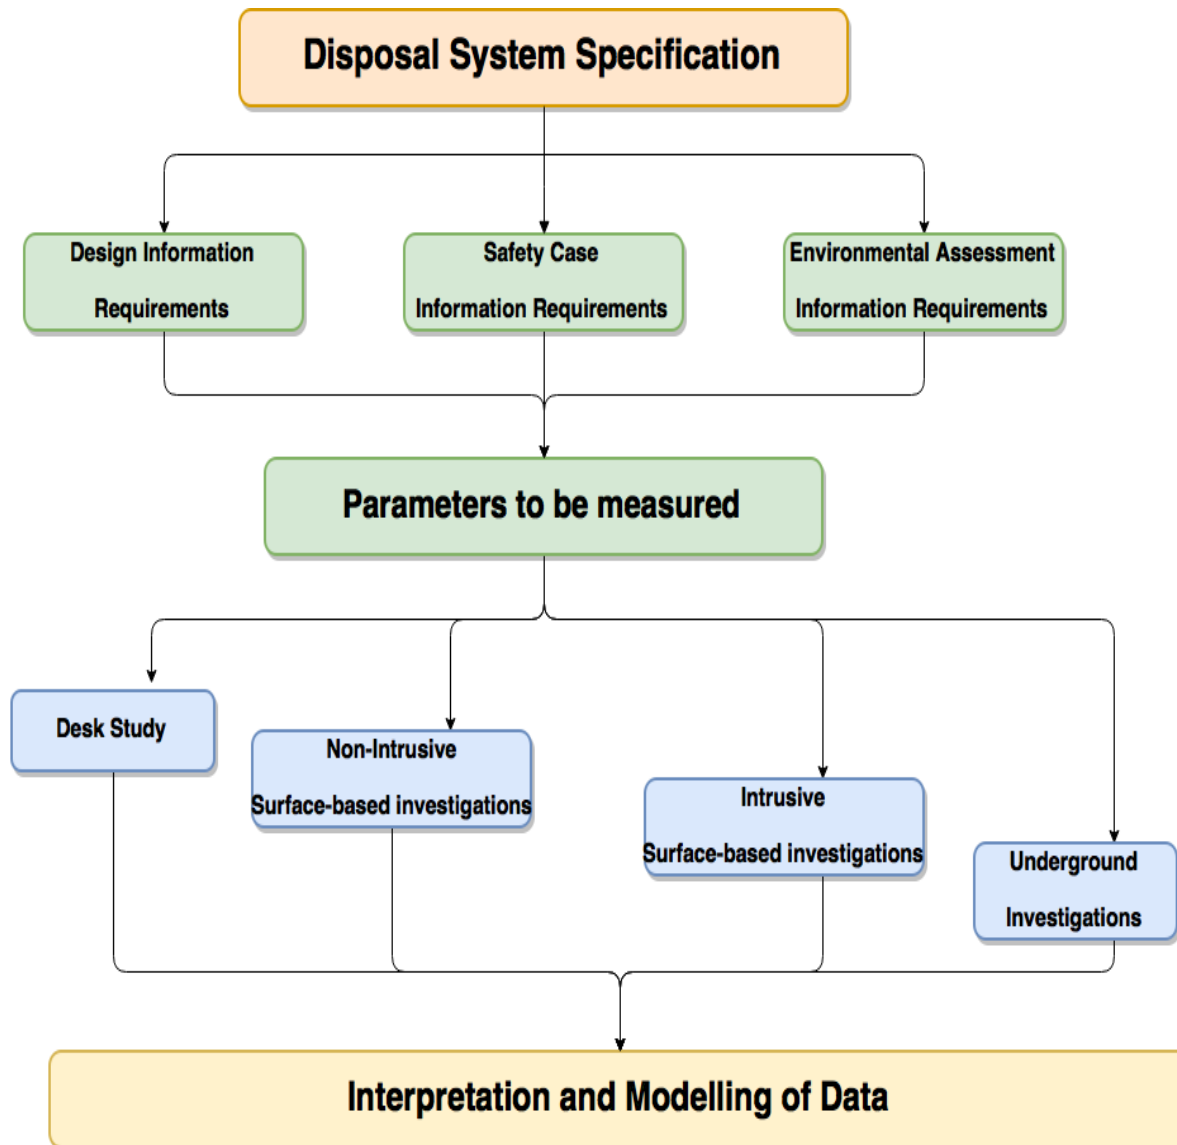 Disposal System Specification
Design Information
Requirements
Safety Case
Information Requirements
Environmental Assessment
Information Requirements
Parameters to be measured
Desk Study
Non-Intrusive
Surface-based investigations
Intrusive
Surface-based investigations
Underground
Investigations
Interpretation and Modelling of Data